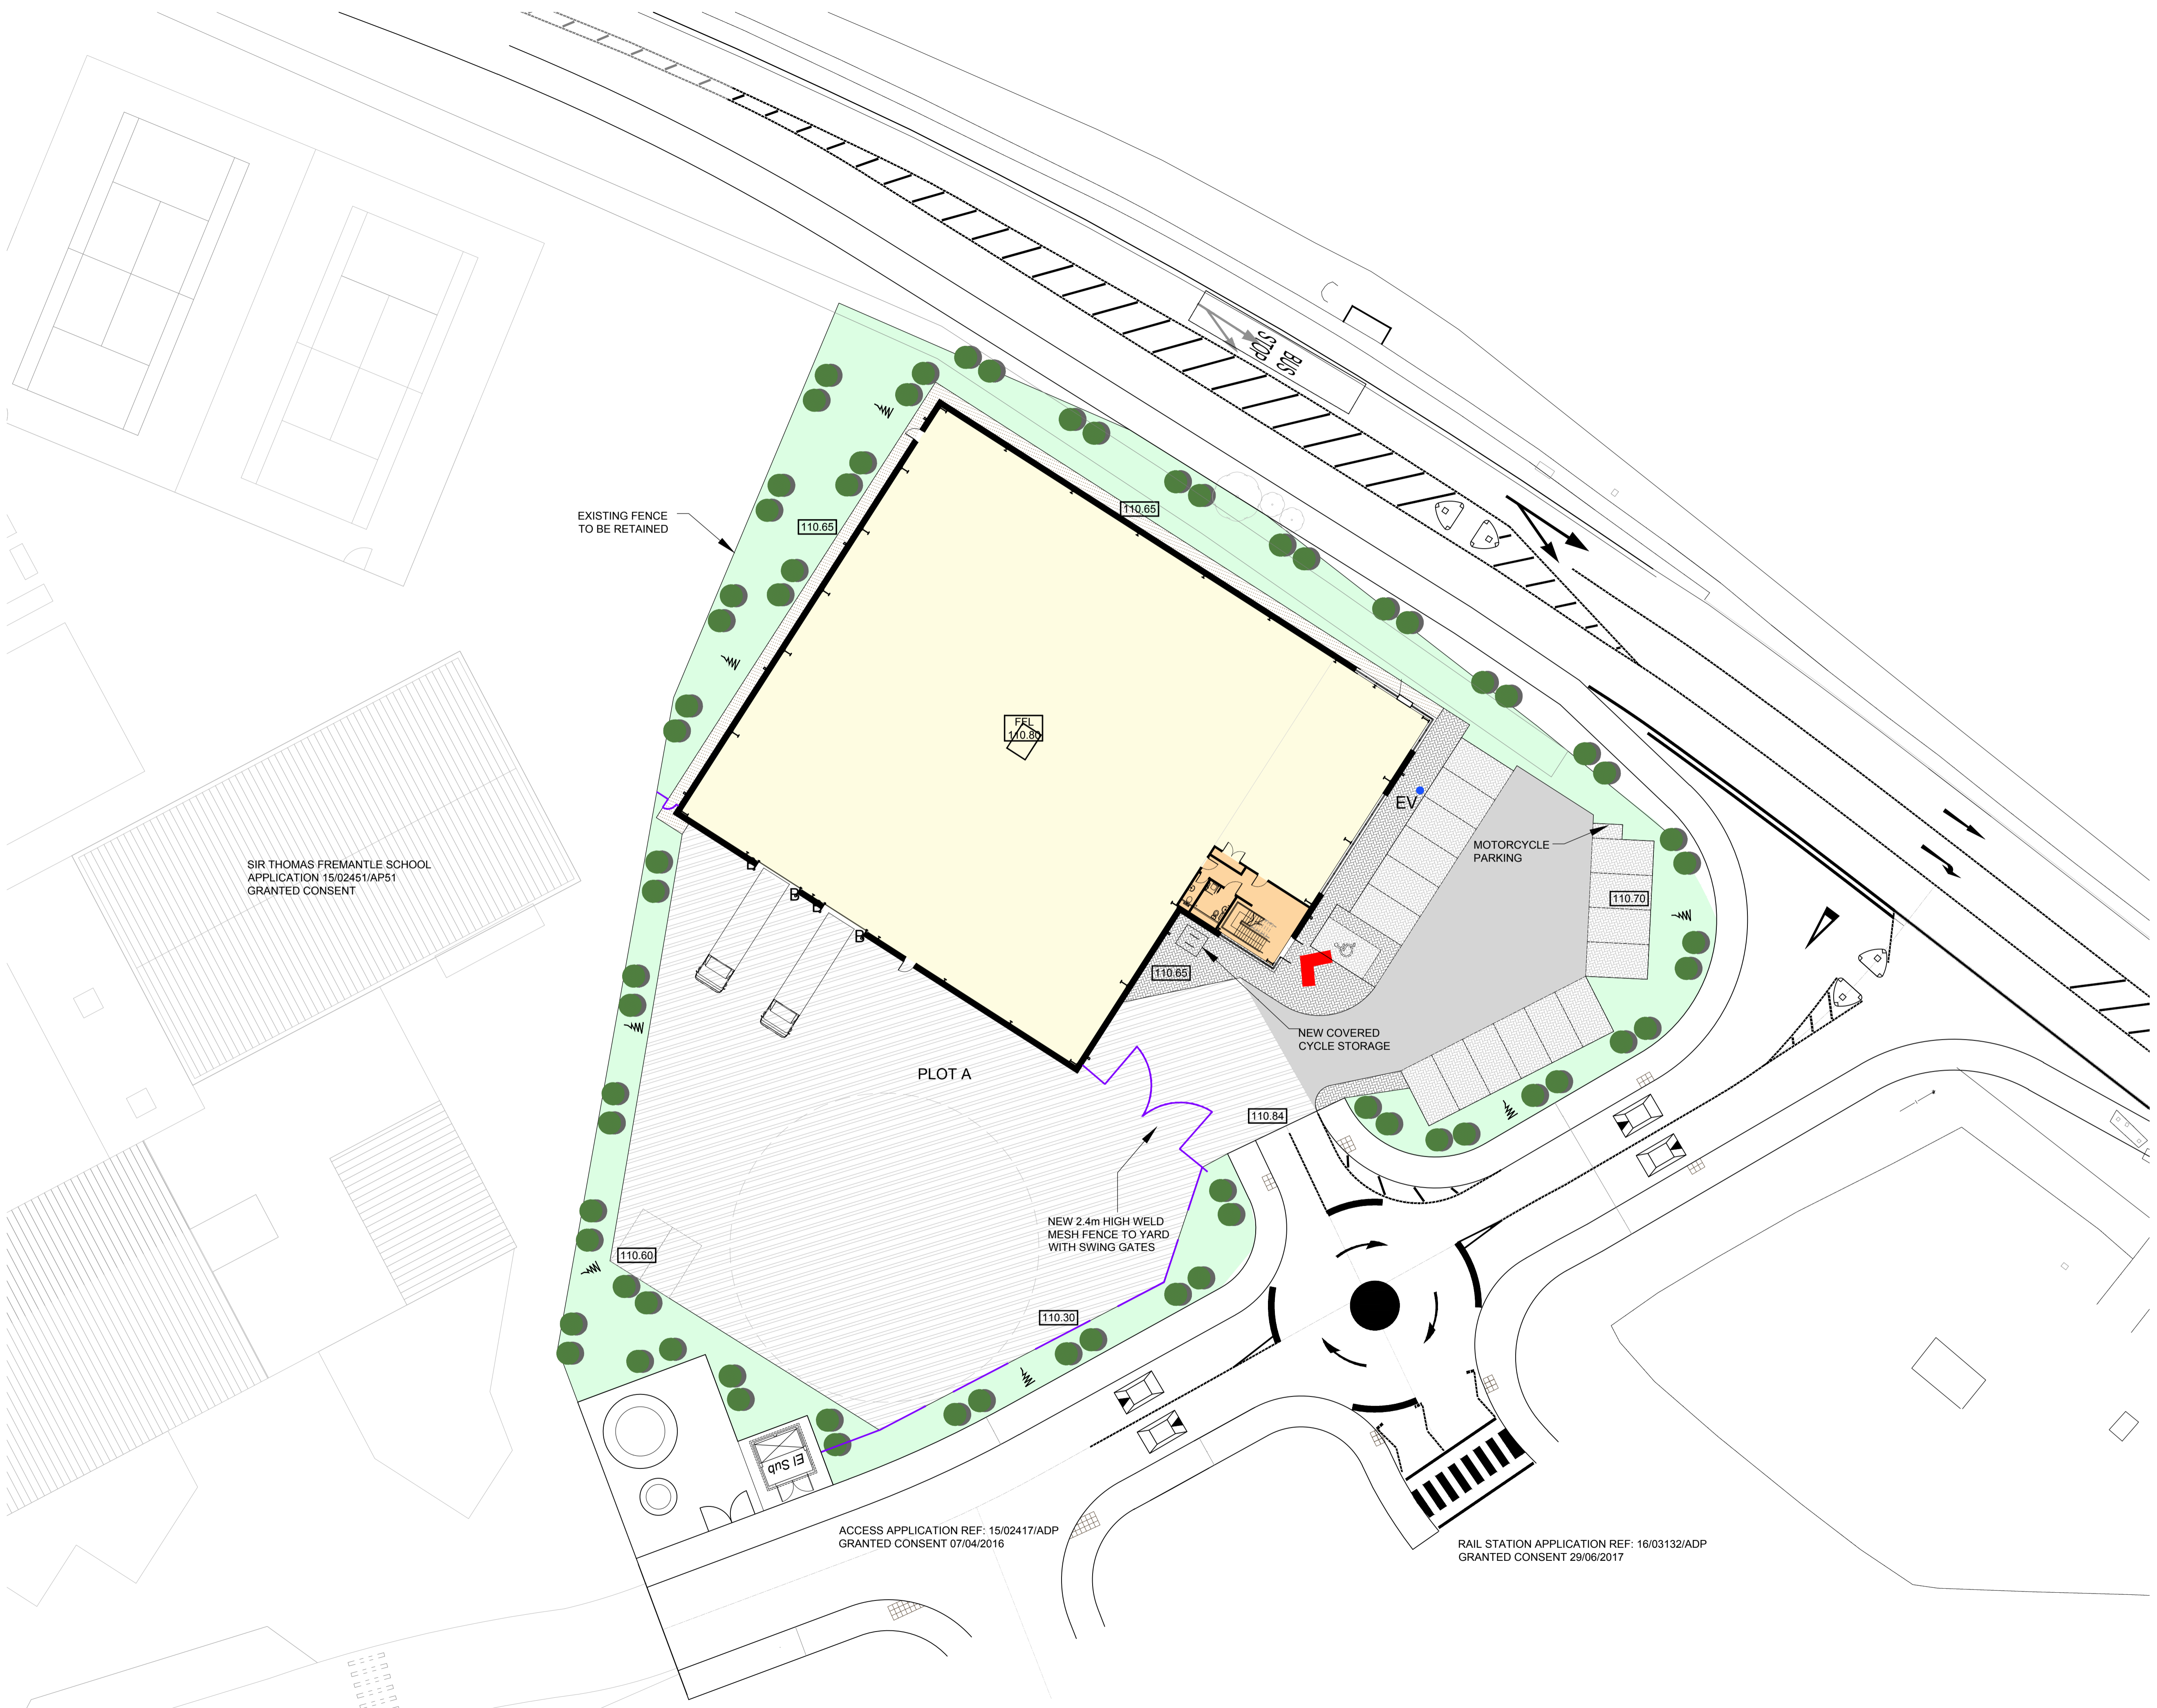 BUS
STOP
EXISTING FENCE
TO BE RETAINED
110.65
110.65
FFL
110.80
EV
MOTORCYCLE
PARKING
SIR THOMAS FREMANTLE SCHOOL
APPLICATION 15/02451/AP51
GRANTED CONSENT
110.70
B
B
110.65
NEW COVERED
CYCLE STORAGE
PLOT A
110.84
NEW 2.4m HIGH WELD
MESH FENCE TO YARD
WITH SWING GATES
110.60
110.30
El Sub
ACCESS APPLICATION REF: 15/02417/ADP
GRANTED CONSENT 07/04/2016
RAIL STATION APPLICATION REF: 16/03132/ADP
GRANTED CONSENT 29/06/2017